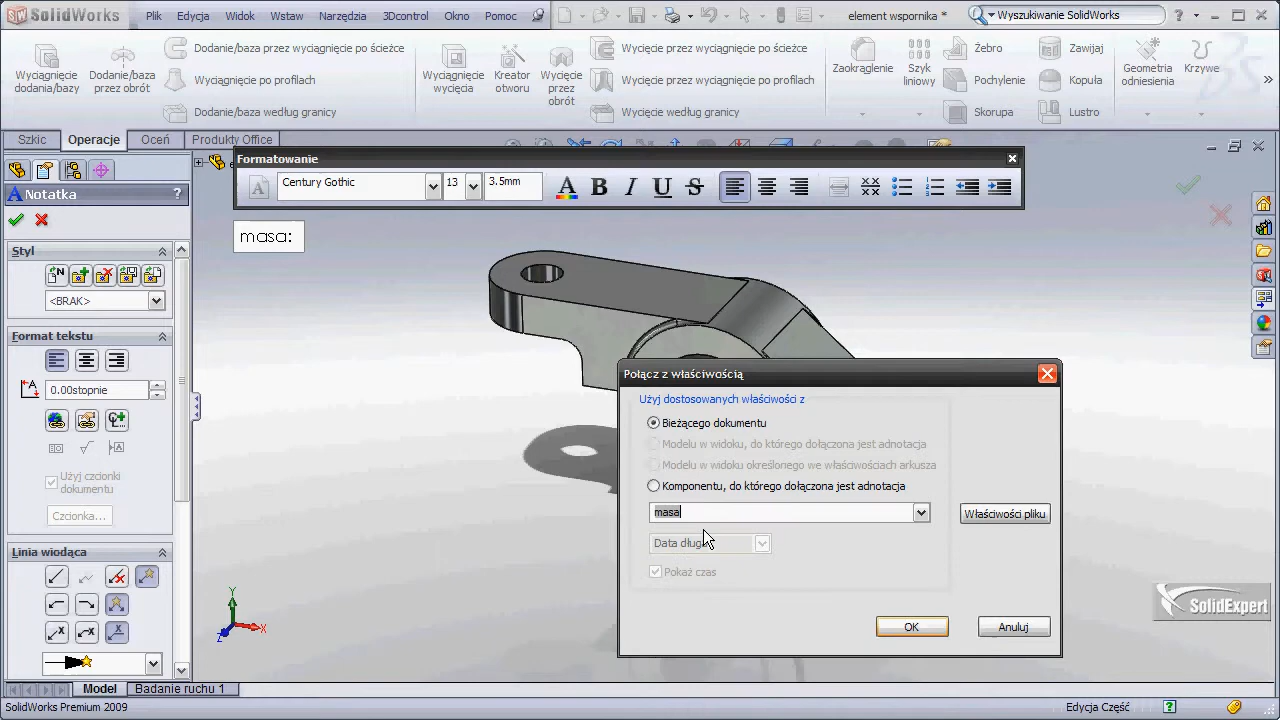 SolidWorks
Plik Edycja Widok Wstaw Narzędzia 3Dcontrol Okno Pomoc
element wspornika *
Wyszukiwanie SolidWorks
Wyciągnięcie dodania/bazy
Dodanie/baza przez obrót
Dodanie/baza przez wyciągnięcie po ścieżce
Wyciągnięcie po profilach
Dodanie/baza według granicy
Wyciągnięcie wycięcia
Kreator otworu
Wycięcie przez obrót
Wycięcie przez wyciągnięcie po ścieżce
Wycięcie przez wyciągnięcie po profilach
Wycięcie według granicy
Zaokrąglenie
Szyk liniowy
Żebro
Pochylenie
Skorupa
Zawijaj
Kopuła
Lustro
Geometria odniesienia
Krzywe
Szkic Operacje Oceń Produkty Office
Formatowanie
Century Gothic 13 3.5mm
A B I U S
Notatka ?
masa:
Styl
<BRAK>
Format tekstu
0.00stopnie
Użyj czcionki dokumentu
Czcionka...
Linia wiodąca
Połącz z właściwością
Użyj dostosowanych właściwości z
Bieżącego dokumentu
Modelu w widoku, do którego dołączona jest adnotacja
Modelu w widoku określonego we właściwościach arkusza
Komponentu, do którego dołączona jest adnotacja
masa
Właściwości pliku
Data długa
Pokaż czas
OK Anuluj
Y
X
Z
SolidExpert
Model Badanie ruchu 1
SolidWorks Premium 2009
Edycja Część